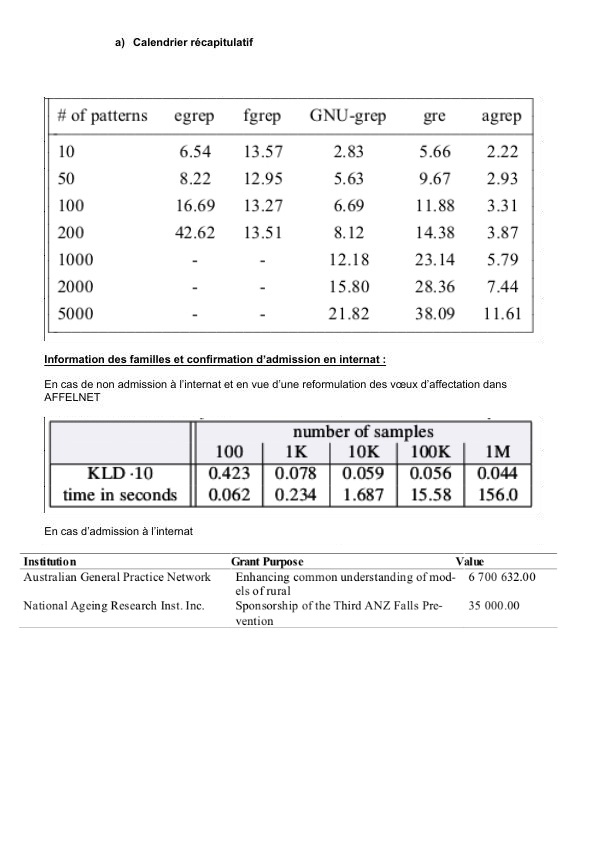 a) Calendrier récapitulatif
# of patterns egrep fgrep GNU-grep gre agrep
10 6.54 13.57 2.83 5.66 2.22
50 8.22 12.95 5.63 9.67 2.93
100 16.69 13.27 6.69 11.88 3.31
200 42.62 13.51 8.12 14.38 3.87
1000 - - 12.18 23.14 5.79
2000 - - 15.80 28.36 7.44
5000 - - 21.82 38.09 11.61
Information des familles et confirmation d’admission en internat :
En cas de non admission à l’internat et en vue d’une reformulation des vœux d’affectation dans
AFFELNET
number of samples
100 1K 10K 100K 1M
KLD ·10 0.423 0.078 0.059 0.056 0.044
time in seconds 0.062 0.234 1.687 15.58 156.0
En cas d’admission à l’internat
Institution Grant Purpose Value
Australian General Practice Network Enhancing common understanding of mod- 6 700 632.00
els of rural
National Ageing Research Inst. Inc. Sponsorship of the Third ANZ Falls Pre- 35 000.00
vention